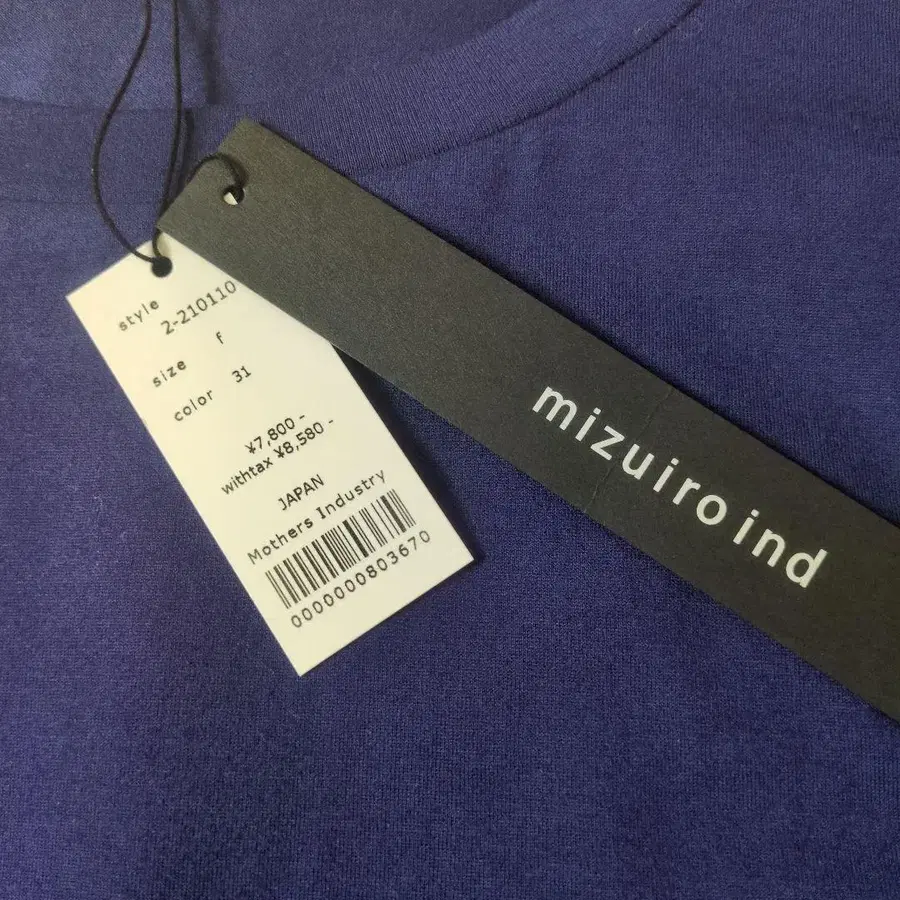 style 2-210110
size F
color 31
¥7,800 -
withtax ¥8,580 -
JAPAN
Mothers Industry
0000000803670
mizuiro ind